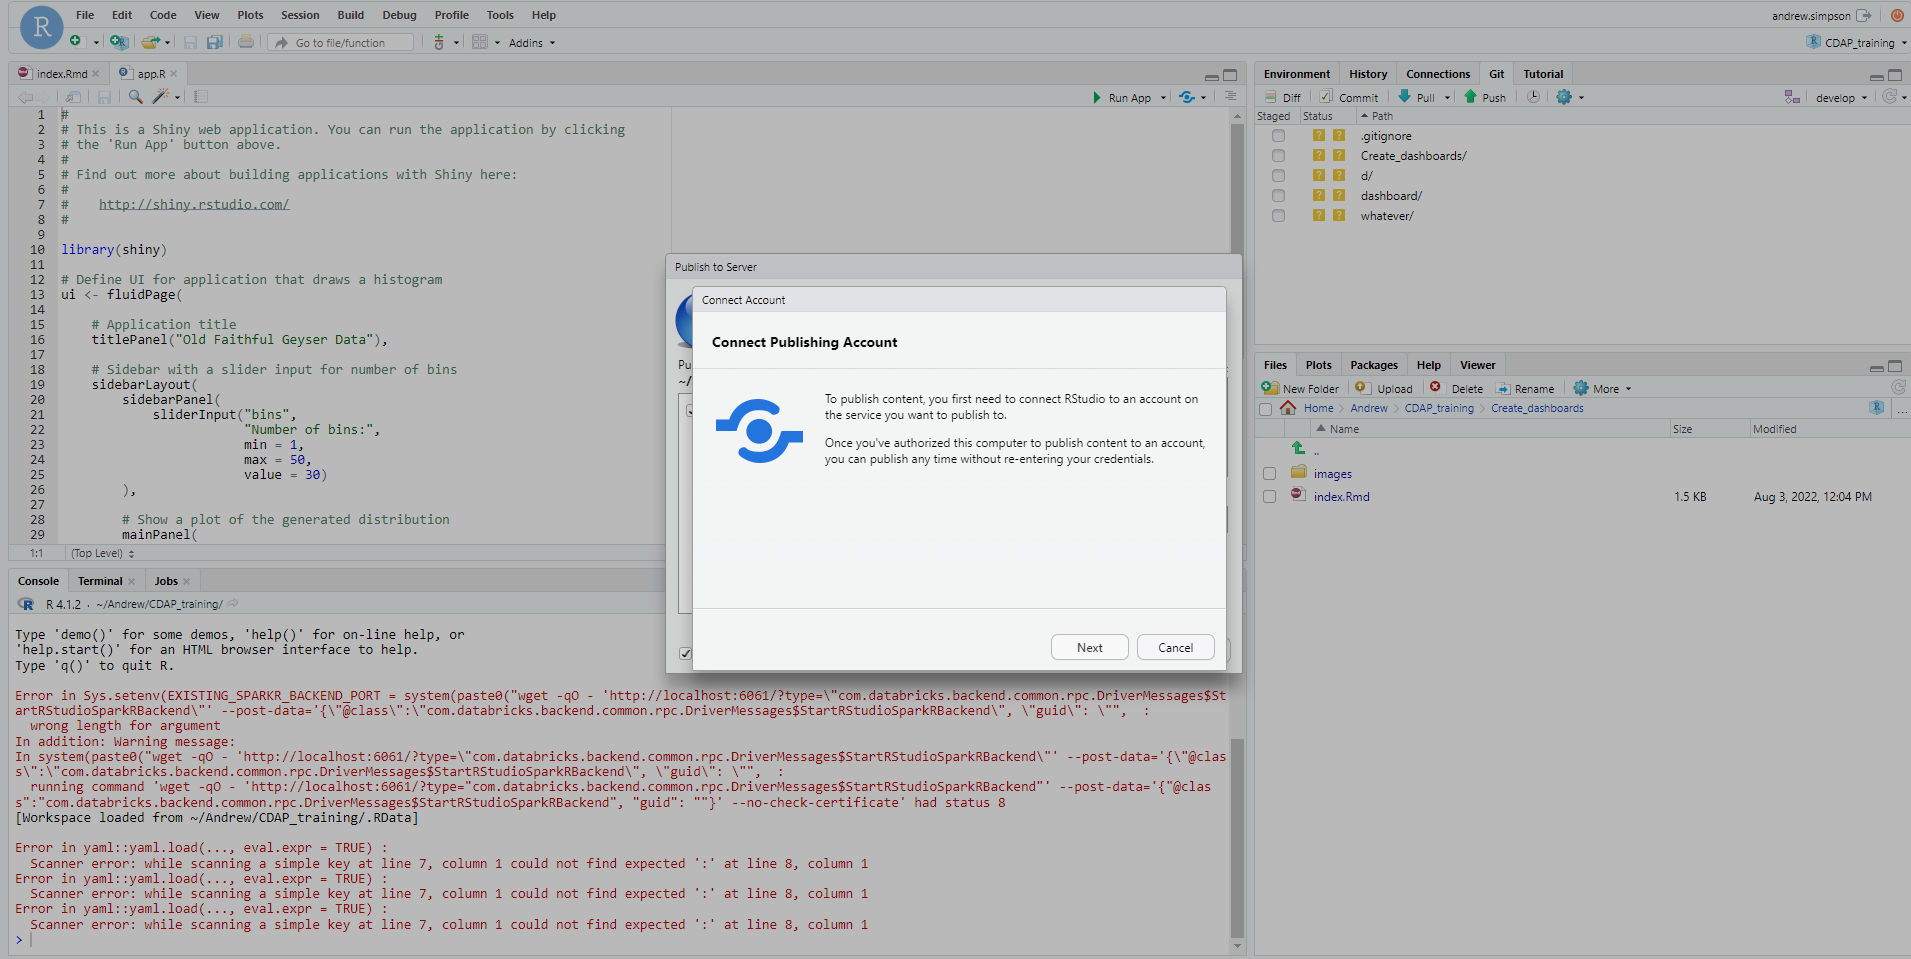 File Edit Code View Plots Session Build Debug Profile Tools Help
andrew.simpson
R
Go to file/function
Addins
CDAP_training
index.Rmd
app.R
Run App
1 #
2 # This is a Shiny web application. You can run the application by clicking
3 # the 'Run App' button above.
4 #
5 # Find out more about building applications with Shiny here:
6 #
7 # http://shiny.rstudio.com/
8 #
9
10 library(shiny)
11
12 # Define UI for application that draws a histogram
13 ui <- fluidPage(
14
15 # Application title
16 titlePanel("Old Faithful Geyser Data"),
17
18 # Sidebar with a slider input for number of bins
19 sidebarLayout(
20 sidebarPanel(
21 sliderInput("bins",
22 "Number of bins:",
23 min = 1,
24 max = 50,
25 value = 30)
26 ),
27
28 # Show a plot of the generated distribution
29 mainPanel(
1:1 (Top Level)
Console Terminal Jobs
R 4.1.2 · ~/Andrew/CDAP_training/
Type 'demo()' for some demos, 'help()' for on-line help, or
'help.start()' for an HTML browser interface to help.
Type 'q()' to quit R.
Error in Sys.setenv(EXISTING_SPARKR_BACKEND_PORT = system(paste0("wget -qO - 'http://localhost:6061/?type=\"com.databricks.backend.common.rpc.DriverMessages$St
artRStudioSparkRBackend\"' --post-data='{\"@class\":\"com.databricks.backend.common.rpc.DriverMessages$StartRStudioSparkRBackend\", \"guid\": \"", :
wrong length for argument
In addition: Warning message:
In system(paste0("wget -qO - 'http://localhost:6061/?type=\"com.databricks.backend.common.rpc.DriverMessages$StartRStudioSparkRBackend\"' --post-data='{\"@clas
s\":\"com.databricks.backend.common.rpc.DriverMessages$StartRStudioSparkRBackend\", \"guid\": \"", :
running command 'wget -qO - 'http://localhost:6061/?type="com.databricks.backend.common.rpc.DriverMessages$StartRStudioSparkRBackend"' --post-data='{"@clas
s":"com.databricks.backend.common.rpc.DriverMessages$StartRStudioSparkRBackend", "guid": ""}' --no-check-certificate' had status 8
[Workspace loaded from ~/Andrew/CDAP_training/.RData]
Error in yaml::yaml.load(..., eval.expr = TRUE) :
Scanner error: while scanning a simple key at line 7, column 1 could not find expected ':' at line 8, column 1
Error in yaml::yaml.load(..., eval.expr = TRUE) :
Scanner error: while scanning a simple key at line 7, column 1 could not find expected ':' at line 8, column 1
Error in yaml::yaml.load(..., eval.expr = TRUE) :
Scanner error: while scanning a simple key at line 7, column 1 could not find expected ':' at line 8, column 1
>
Publish to Server
Pu
~/
Connect Account
Connect Publishing Account
To publish content, you first need to connect RStudio to an account on
the service you want to publish to.
Once you've authorized this computer to publish content to an account,
you can publish any time without re-entering your credentials.
Next Cancel
Environment History Connections Git Tutorial
Diff Commit Pull Push develop
Staged Status Path
? ? .gitignore
? ? Create_dashboards/
? ? d/
? ? dashboard/
? ? whatever/
Files Plots Packages Help Viewer
New Folder Upload Delete Rename More
Home Andrew CDAP_training Create_dashboards ...
Name Size Modified
..
images
index.Rmd 1.5 KB Aug 3, 2022, 12:04 PM